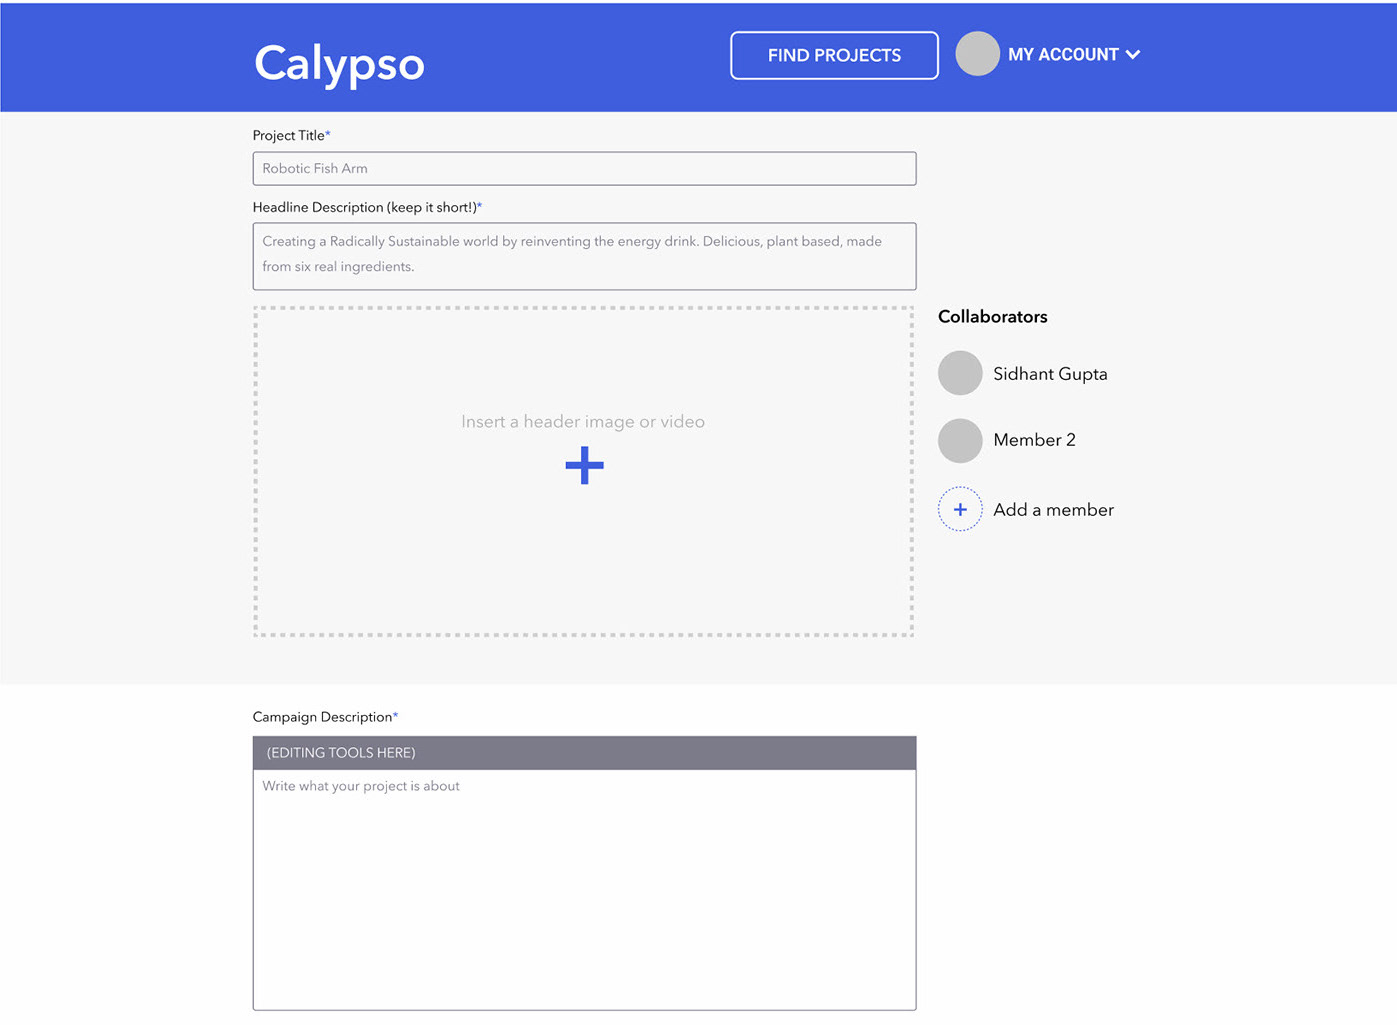 Calypso
FIND PROJECTS
MY ACCOUNT
Project Title*
Robotic Fish Arm
Headline Description (keep it short!)*
Creating a Radically Sustainable world by reinventing the energy drink. Delicious, plant based, made
from six real ingredients.
Insert a header image or video
Collaborators
Sidhant Gupta
Member 2
Add a member
Campaign Description*
(EDITING TOOLS HERE)
Write what your project is about